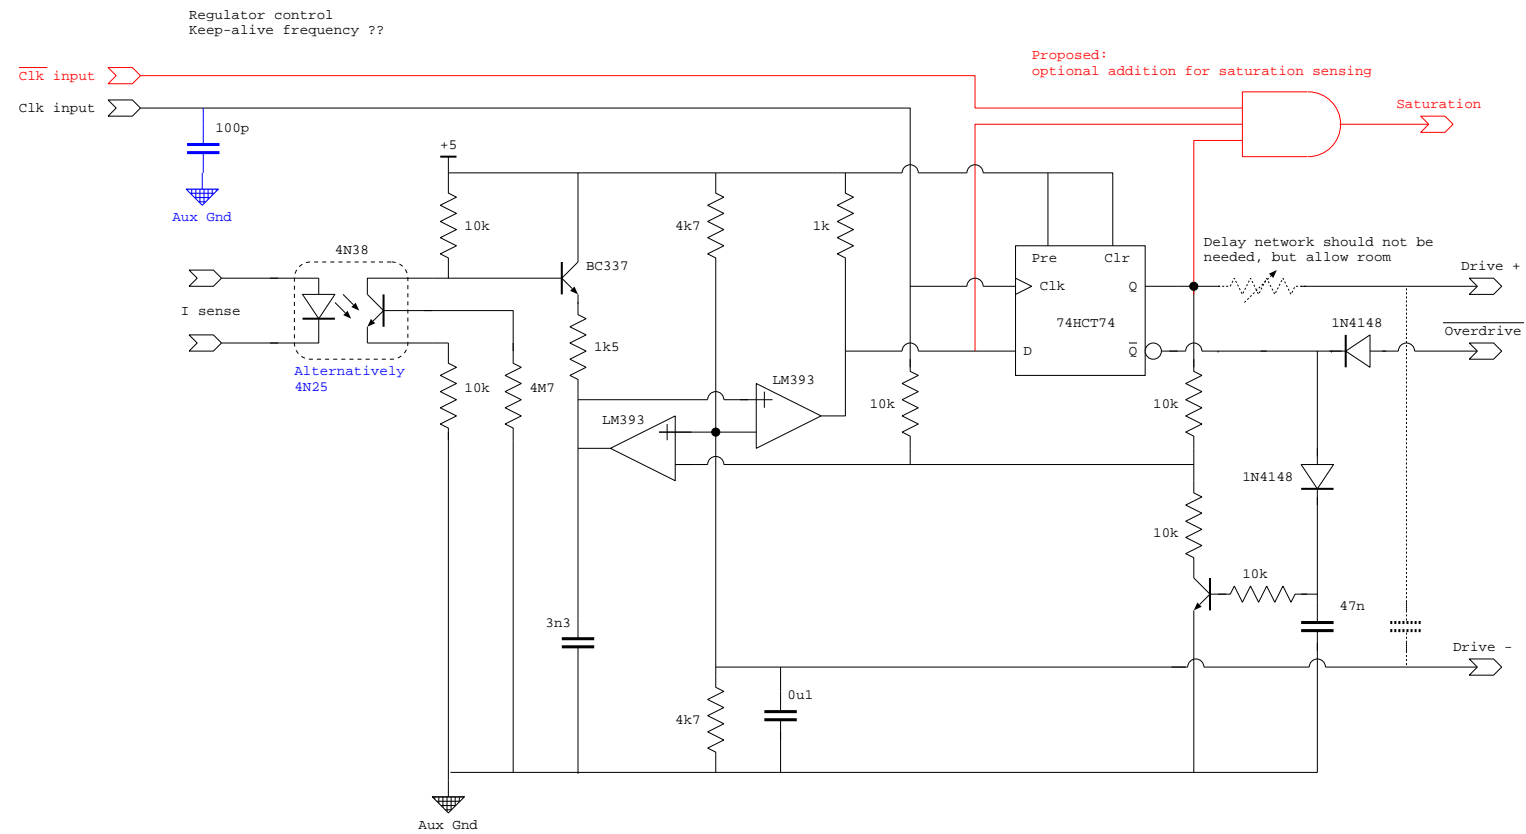 Regulator control
Keep-alive frequency ??
Proposed:
optional addition for saturation sensing
Clk input
Clk input
Saturation
100p
+5
Aux Gnd
10k
4k7
1k
4N38
BC337
Pre
Clr
Delay network should not be
needed, but allow room
Drive +
Clk
Q
I sense
74HCT74
1N4148
Overdrive
1k5
D
Q
Alternatively
4N25
10k
4M7
LM393
LM393
10k
10k
1N4148
10k
10k
3n3
47n
Drive -
0u1
4k7
Aux Gnd